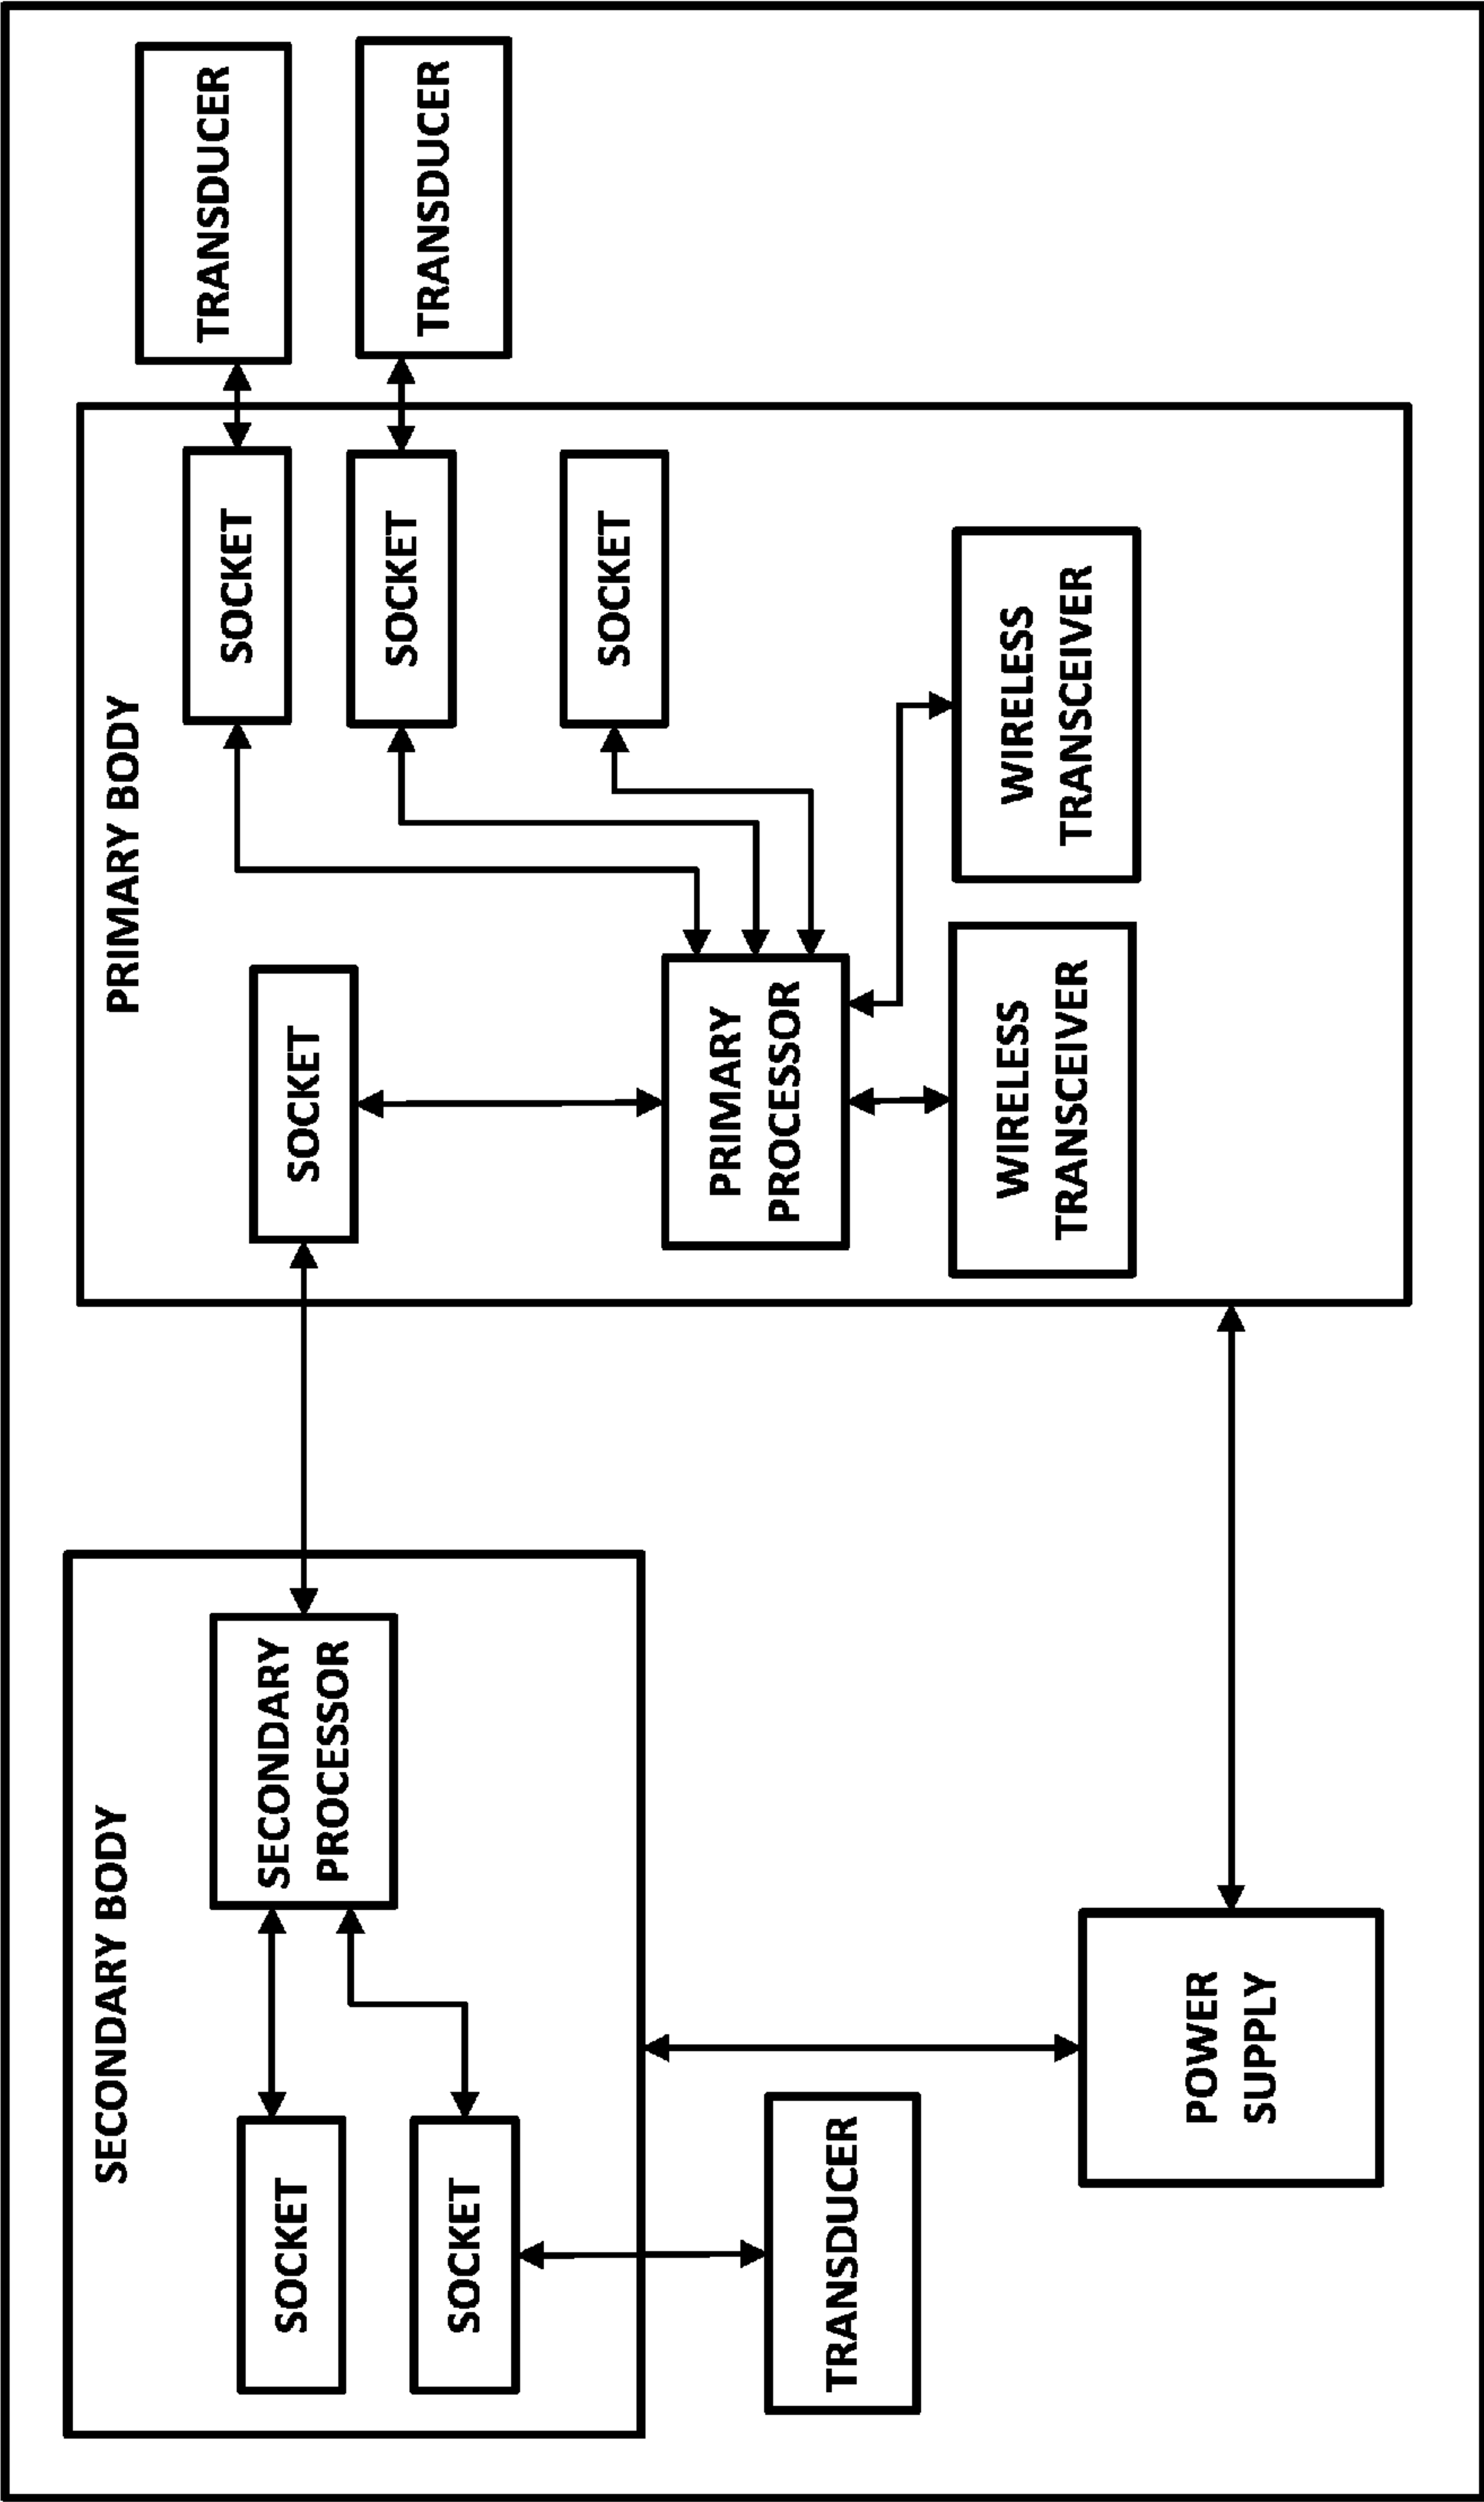 SECONDARY BODY
SOCKET
SOCKET
SECONDARY
PROCESSOR
TRANSDUCER
POWER
SUPPLY
PRIMARY BODY
SOCKET
SOCKET
SOCKET
SOCKET
PRIMARY
PROCESSOR
WIRELESS
TRANSCEIVER
WIRELESS
TRANSCEIVER
TRANSDUCER
TRANSDUCER